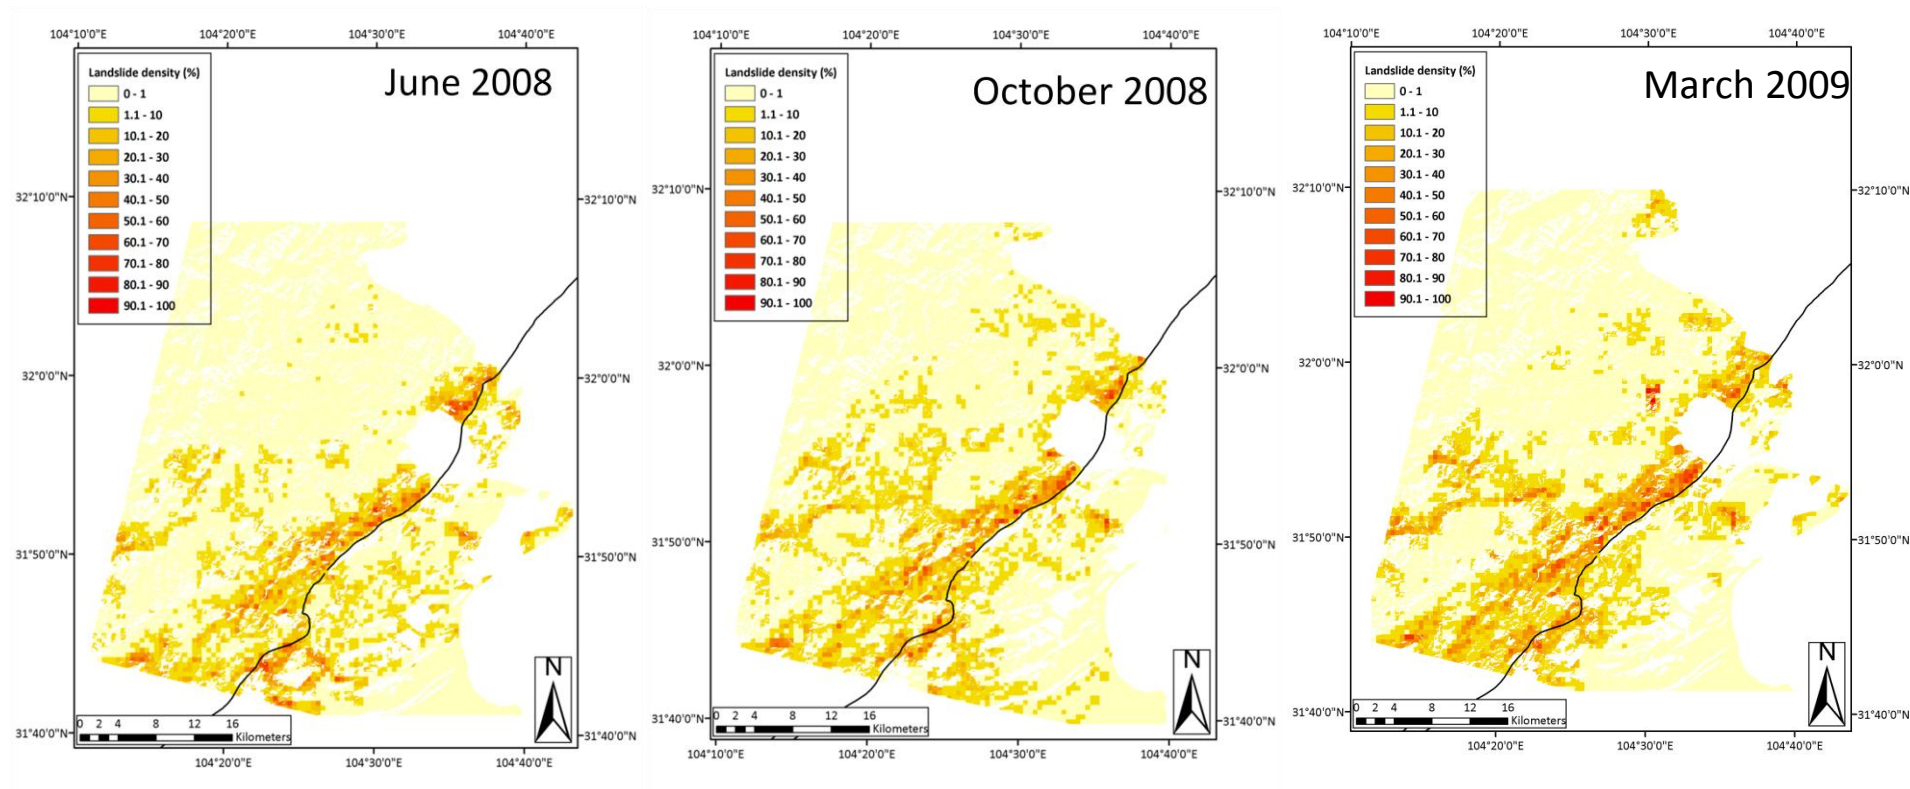 104°10'0"E 104°20'0"E 104°30'0"E 104°40'0"E
Landslide density (%)
0 - 1
1.1 - 10
10.1 - 20
20.1 - 30
30.1 - 40
40.1 - 50
50.1 - 60
60.1 - 70
70.1 - 80
80.1 - 90
90.1 - 100
June 2008
32°10'0"N 32°10'0"N
32°0'0"N 32°0'0"N
31°50'0"N 31°50'0"N
31°40'0"N 31°40'0"N
N
0 2 4 8 12 16
Kilometers
104°20'0"E 104°30'0"E 104°40'0"E
104°10'0"E 104°20'0"E 104°30'0"E 104°40'0"E
Landslide density (%)
0 - 1
1.1 - 10
10.1 - 20
20.1 - 30
30.1 - 40
40.1 - 50
50.1 - 60
60.1 - 70
70.1 - 80
80.1 - 90
90.1 - 100
October 2008
32°10'0"N 32°10'0"N
32°0'0"N 32°0'0"N
31°50'0"N 31°50'0"N
31°40'0"N 31°40'0"N
N
0 2 4 8 12 16
Kilometers
104°10'0"E 104°20'0"E 104°30'0"E 104°40'0"E
104°10'0"E 104°20'0"E 104°30'0"E 104°40'0"E
Landslide density (%)
0 - 1
1.1 - 10
10.1 - 20
20.1 - 30
30.1 - 40
40.1 - 50
50.1 - 60
60.1 - 70
70.1 - 80
80.1 - 90
90.1 - 100
March 2009
32°10'0"N 32°10'0"N
32°0'0"N 32°0'0"N
31°50'0"N 31°50'0"N
31°40'0"N 31°40'0"N
N
0 2 4 8 12 16
Kilometers
104°20'0"E 104°30'0"E 104°40'0"E